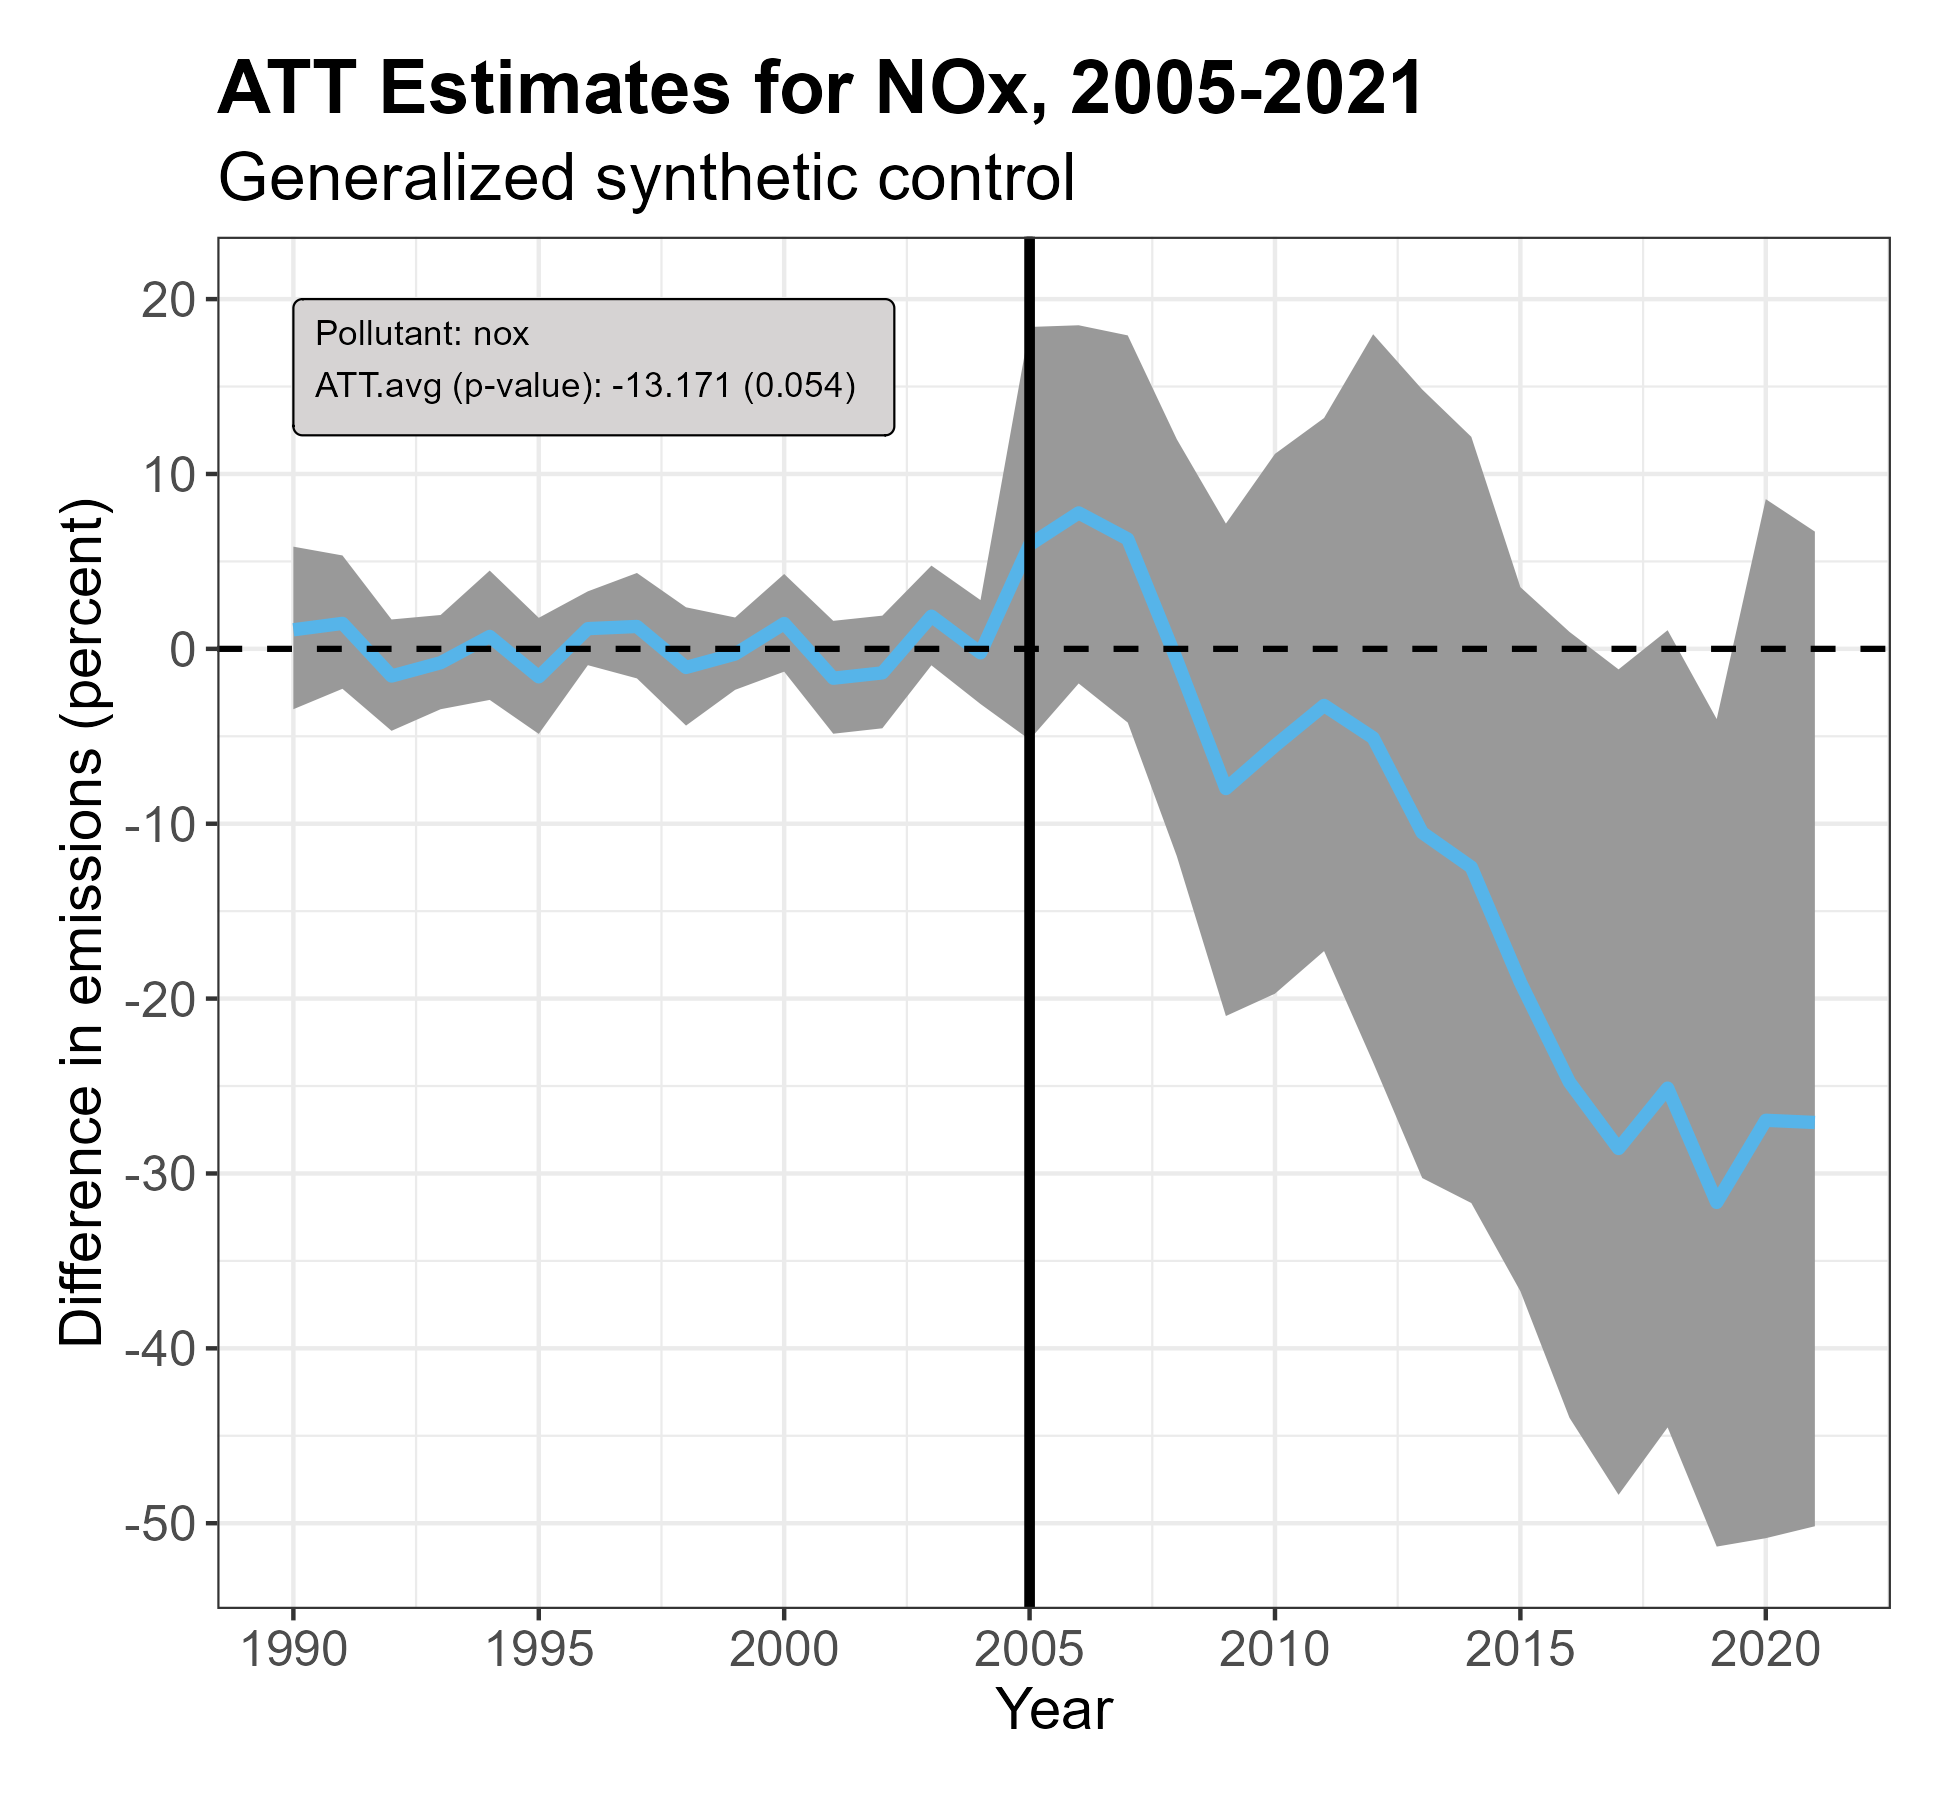 ATT Estimates for NOx, 2005-2021
Generalized synthetic control
Pollutant: nox
ATT.avg (p-value): -13.171 (0.054)
Difference in emissions (percent)
20
10
0
-10
-20
-30
-40
-50
1990 1995 2000 2005 2010 2015 2020
Year